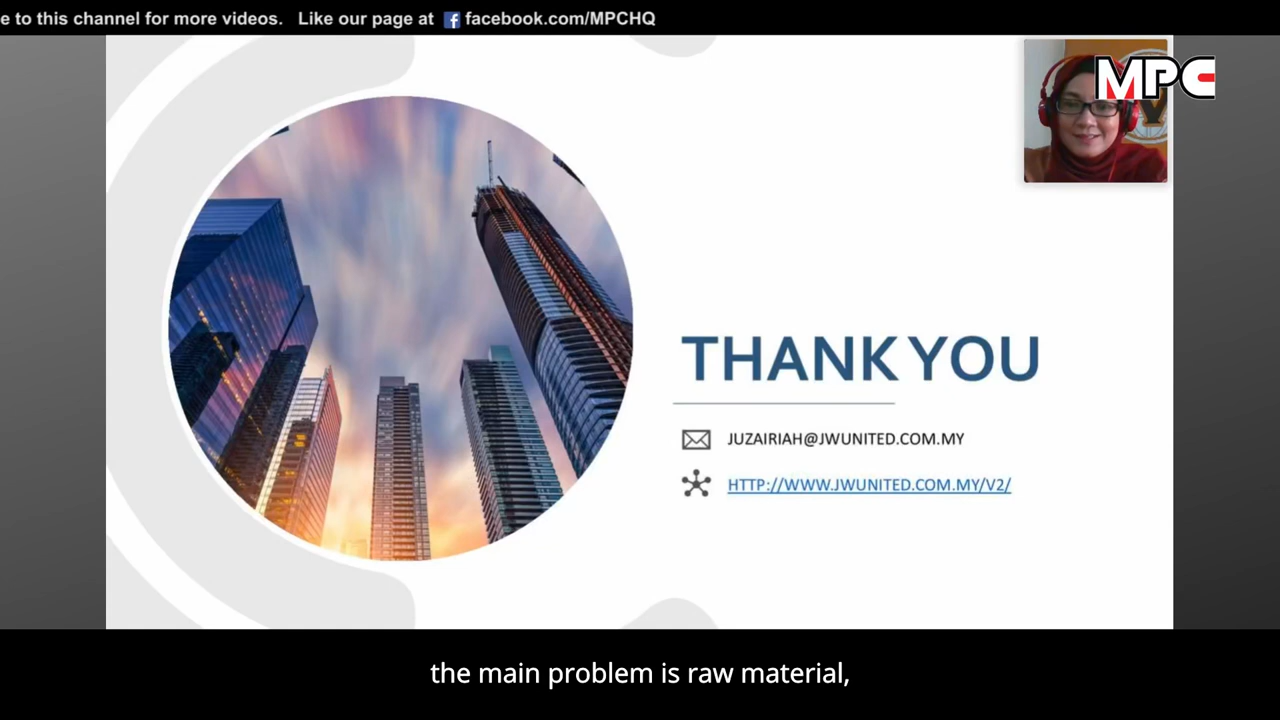 e to this channel for more videos. Like our page at facebook.com/MPCHQ
MPC
THANK YOU
JUZAIRIAH@JWUNITED.COM.MY
HTTP://WWW.JWUNITED.COM.MY/V2/
the main problem is raw material,